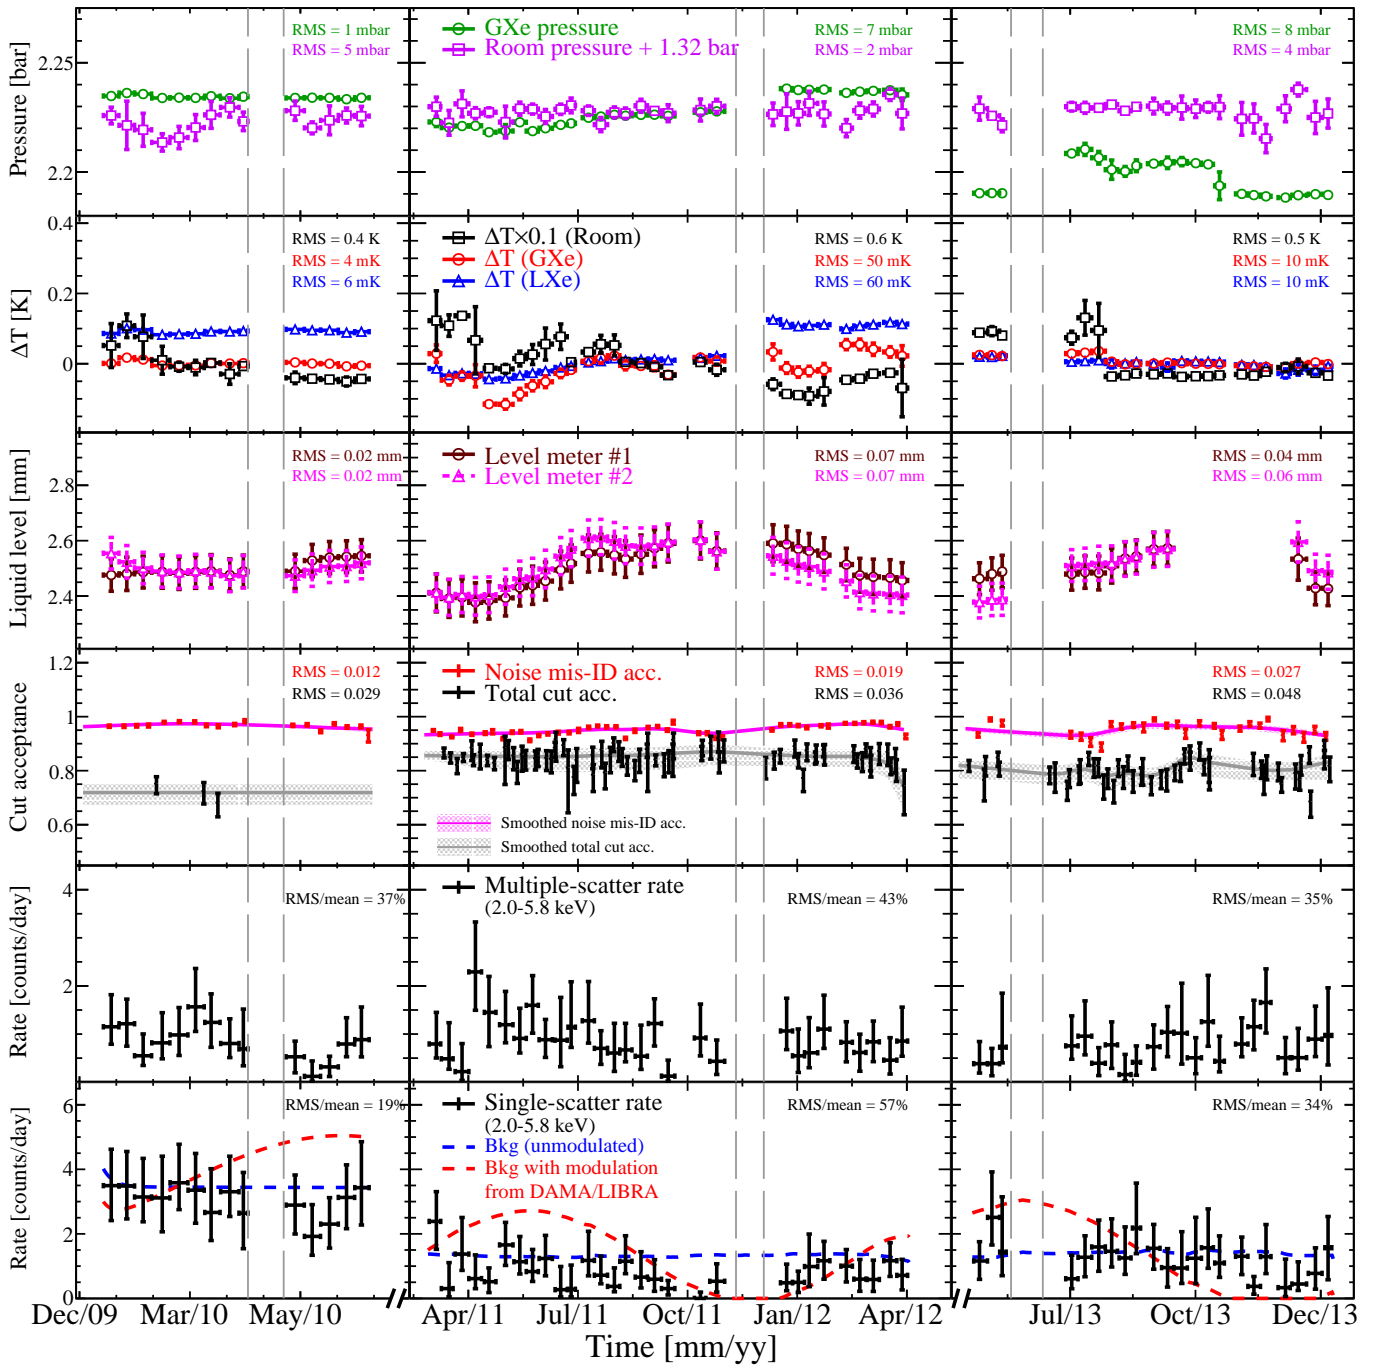 Pressure [bar]
2.25
2.2
RMS = 1 mbar
RMS = 5 mbar
GXe pressure
Room pressure + 1.32 bar
RMS = 7 mbar
RMS = 2 mbar
RMS = 8 mbar
RMS = 4 mbar
ΔT [K]
0.4
0.2
0
RMS = 0.4 K
RMS = 4 mK
RMS = 6 mK
ΔT×0.1 (Room)
ΔT (GXe)
ΔT (LXe)
RMS = 0.6 K
RMS = 50 mK
RMS = 60 mK
RMS = 0.5 K
RMS = 10 mK
RMS = 10 mK
Liquid level [mm]
2.8
2.6
2.4
RMS = 0.02 mm
RMS = 0.02 mm
Level meter #1
Level meter #2
RMS = 0.07 mm
RMS = 0.07 mm
RMS = 0.04 mm
RMS = 0.06 mm
Cut acceptance
1.2
1
0.8
0.6
RMS = 0.012
RMS = 0.029
Noise mis-ID acc.
Total cut acc.
RMS = 0.019
RMS = 0.036
RMS = 0.027
RMS = 0.048
Smoothed noise mis-ID acc.
Smoothed total cut acc.
Rate [counts/day]
4
2
RMS/mean = 37%
Multiple-scatter rate
(2.0-5.8 keV)
RMS/mean = 43%
RMS/mean = 35%
Rate [counts/day]
6
4
2
0
RMS/mean = 19%
Single-scatter rate
(2.0-5.8 keV)
Bkg (unmodulated)
Bkg with modulation
from DAMA/LIBRA
RMS/mean = 57%
RMS/mean = 34%
Dec/09 Mar/10 May/10 // Apr/11 Jul/11 Oct/11 Jan/12 Apr/12 // Jul/13 Oct/13 Dec/13
Time [mm/yy]